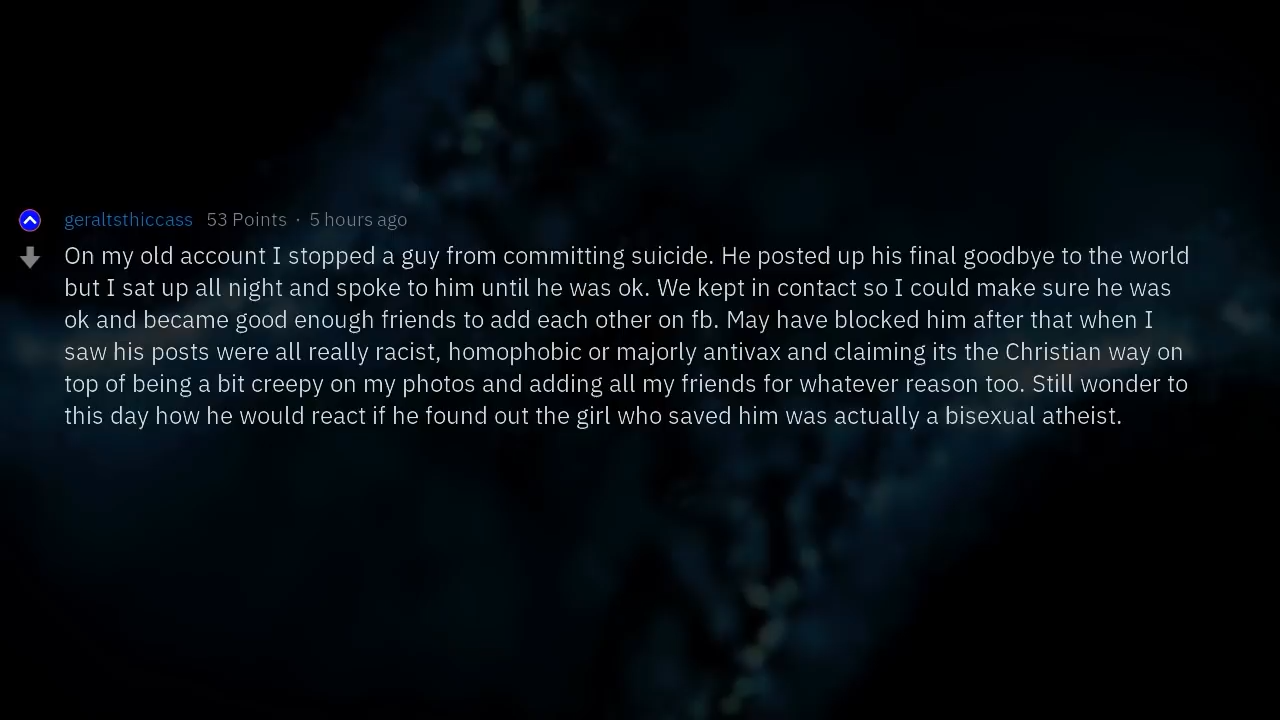 geraltsthiccass 53 Points · 5 hours ago
On my old account I stopped a guy from committing suicide. He posted up his final goodbye to the world
but I sat up all night and spoke to him until he was ok. We kept in contact so I could make sure he was
ok and became good enough friends to add each other on fb. May have blocked him after that when I
saw his posts were all really racist, homophobic or majorly antivax and claiming its the Christian way on
top of being a bit creepy on my photos and adding all my friends for whatever reason too. Still wonder to
this day how he would react if he found out the girl who saved him was actually a bisexual atheist.